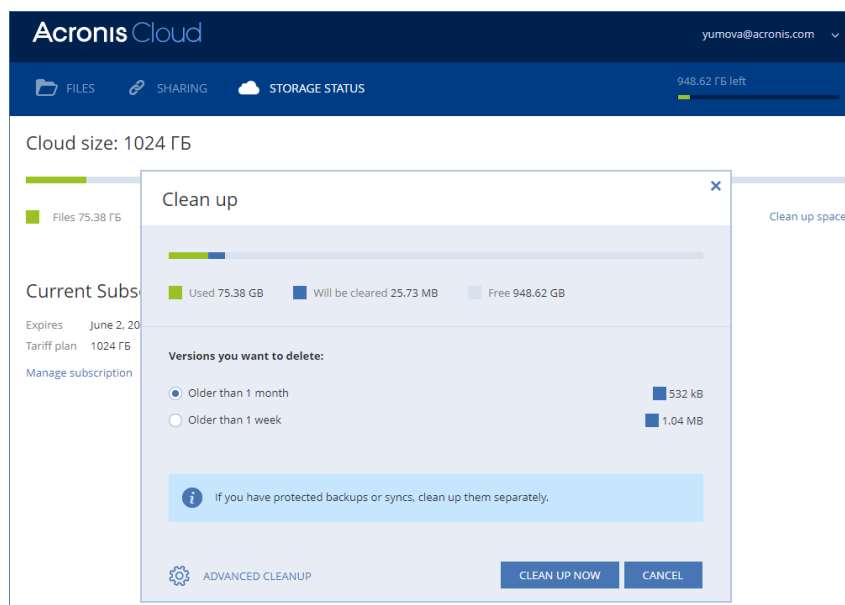 Acronis Cloud
yumova@acronis.com
FILES
SHARING
STORAGE STATUS
948.62 ГБ left
Cloud size: 1024 ГБ
Files 75.38 ГБ
Clean up space
Current Subs
Expires June 2, 20
Tariff plan 1024 ГБ
Manage subscription
Clean up
Used 75.38 GB
Will be cleared 25.73 MB
Free 948.62 GB
Versions you want to delete:
Older than 1 month
532 kB
Older than 1 week
1.04 MB
If you have protected backups or syncs, clean up them separately.
ADVANCED CLEANUP
CLEAN UP NOW
CANCEL